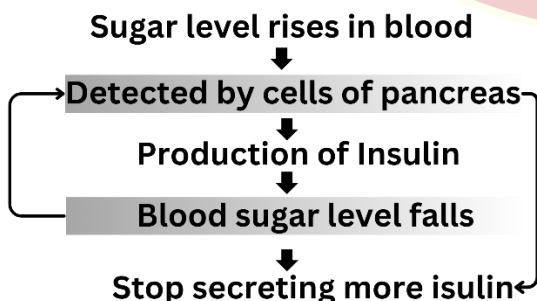 Sugar level rises in blood
Detected by cells of pancreas
Production of Insulin
Blood sugar level falls
Stop secreting more isulin